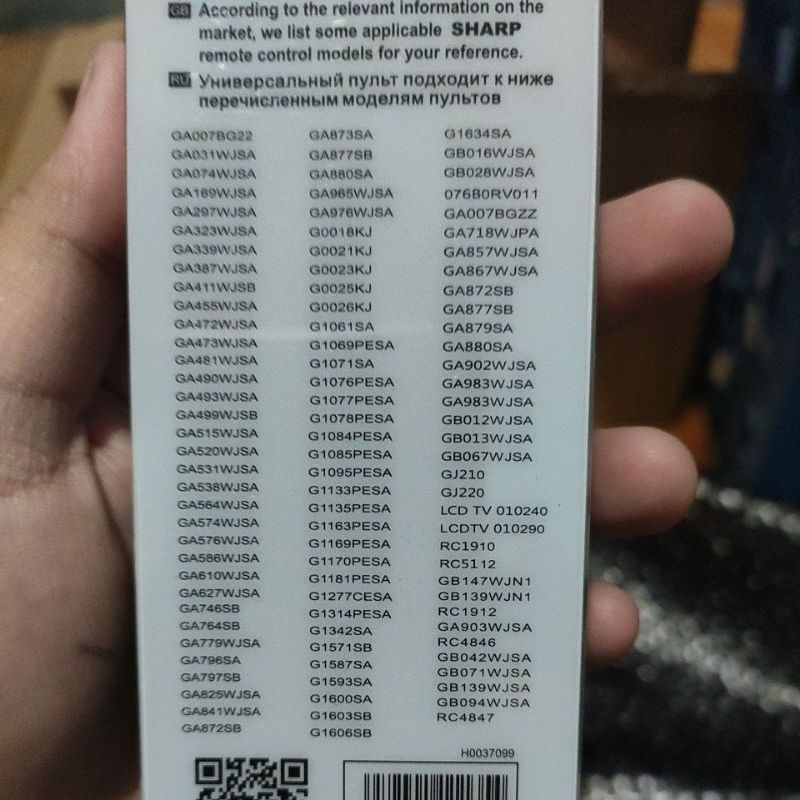 GB According to the relevant information on the
market, we list some applicable SHARP
remote control models for your reference.
RU Универсальный пульт подходит к ниже
перечисленным моделям пультов
GA007BG22
GA031WJSA
GA074WJSA
GA169WJSA
GA297WJSA
GA323WJSA
GA339WJSA
GA387WJSA
GA411WJSB
GA455WJSA
GA472WJSA
GA473WJSA
GA481WJSA
GA490WJSA
GA493WJSA
GA499WJSB
GA515WJSA
GA520WJSA
GA531WJSA
GA538WJSA
GA564WJSA
GA574WJSA
GA576WJSA
GA586WJSA
GA610WJSA
GA627WJSA
GA746SB
GA764SB
GA779WJSA
GA796SA
GA797SB
GA825WJSA
GA841WJSA
GA872SB
GA873SA
GA877SB
GA880SA
GA965WJSA
GA976WJSA
G0018KJ
G0021KJ
G0023KJ
G0025KJ
G0026KJ
G1061SA
G1069PESA
G1071SA
G1076PESA
G1077PESA
G1078PESA
G1084PESA
G1085PESA
G1095PESA
G1133PESA
G1135PESA
G1163PESA
G1169PESA
G1170PESA
G1181PESA
G1277CESA
G1314PESA
G1342SA
G1571SB
G1587SA
G1593SA
G1600SA
G1603SB
G1606SB
G1634SA
GB016WJSA
GB028WJSA
076B0RV011
GA007BGZZ
GA718WJPA
GA857WJSA
GA867WJSA
GA872SB
GA877SB
GA879SA
GA880SA
GA902WJSA
GA983WJSA
GA983WJSA
GB012WJSA
GB013WJSA
GB067WJSA
GJ210
GJ220
LCD TV 010240
LCDTV 010290
RC1910
RC5112
GB147WJN1
GB139WJN1
RC1912
GA903WJSA
RC4846
GB042WJSA
GB071WJSA
GB139WJSA
GB094WJSA
RC4847
H0037099